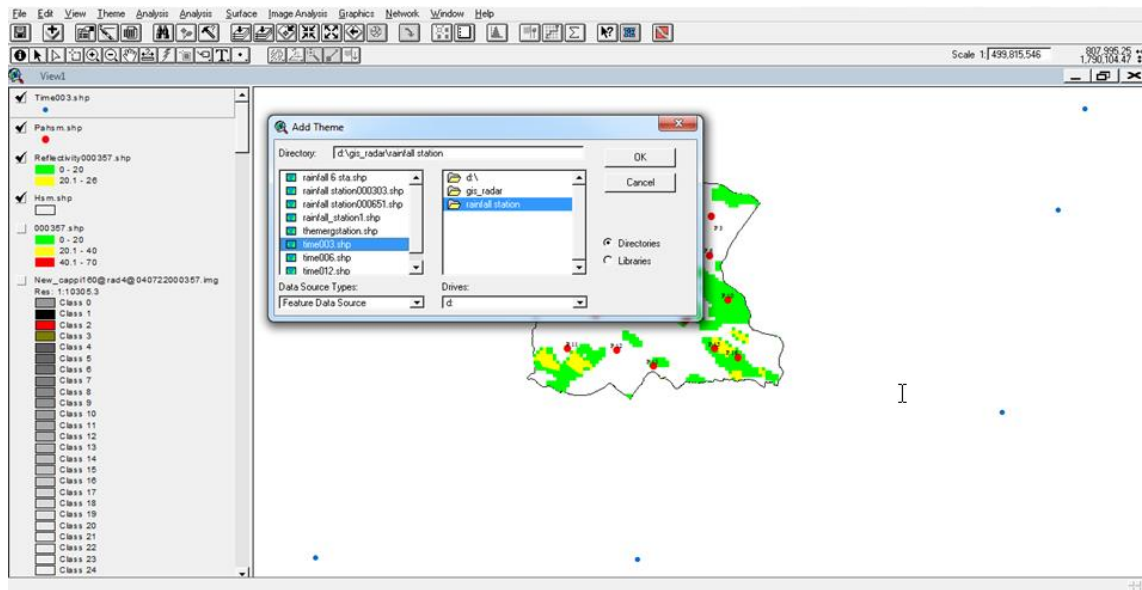 File Edit View Theme Analysis Analysis Surface Image Analysis Graphics Network Window Help
Scale 1: 499,815,546
807,995.25
1,790,104.47
View1
Time003.shp
Pahsm.shp
Reflectivity000357.shp
0 - 20
20.1 - 26
Hsm.shp
000357.shp
0 - 20
20.1 - 40
40.1 - 70
New_cappi160@rad4@040722000357.img
Res: 1:10305.3
Class 0
Class 1
Class 2
Class 3
Class 4
Class 5
Class 6
Class 7
Class 8
Class 9
Class 10
Class 11
Class 12
Class 13
Class 14
Class 15
Class 16
Class 17
Class 18
Class 19
Class 20
Class 21
Class 22
Class 23
Class 24
Add Theme
Directory: d:\gis_radar\rainfall station
OK
Cancel
rainfall 6 sta.shp
rainfall station000303.shp
rainfall station000651.shp
rainfall_station1.shp
themergstation.shp
time003.shp
time006.shp
time012.shp
d:\
gis_radar
rainfall station
Directories
Libraries
Data Source Types:
Feature Data Source
Drives:
d: